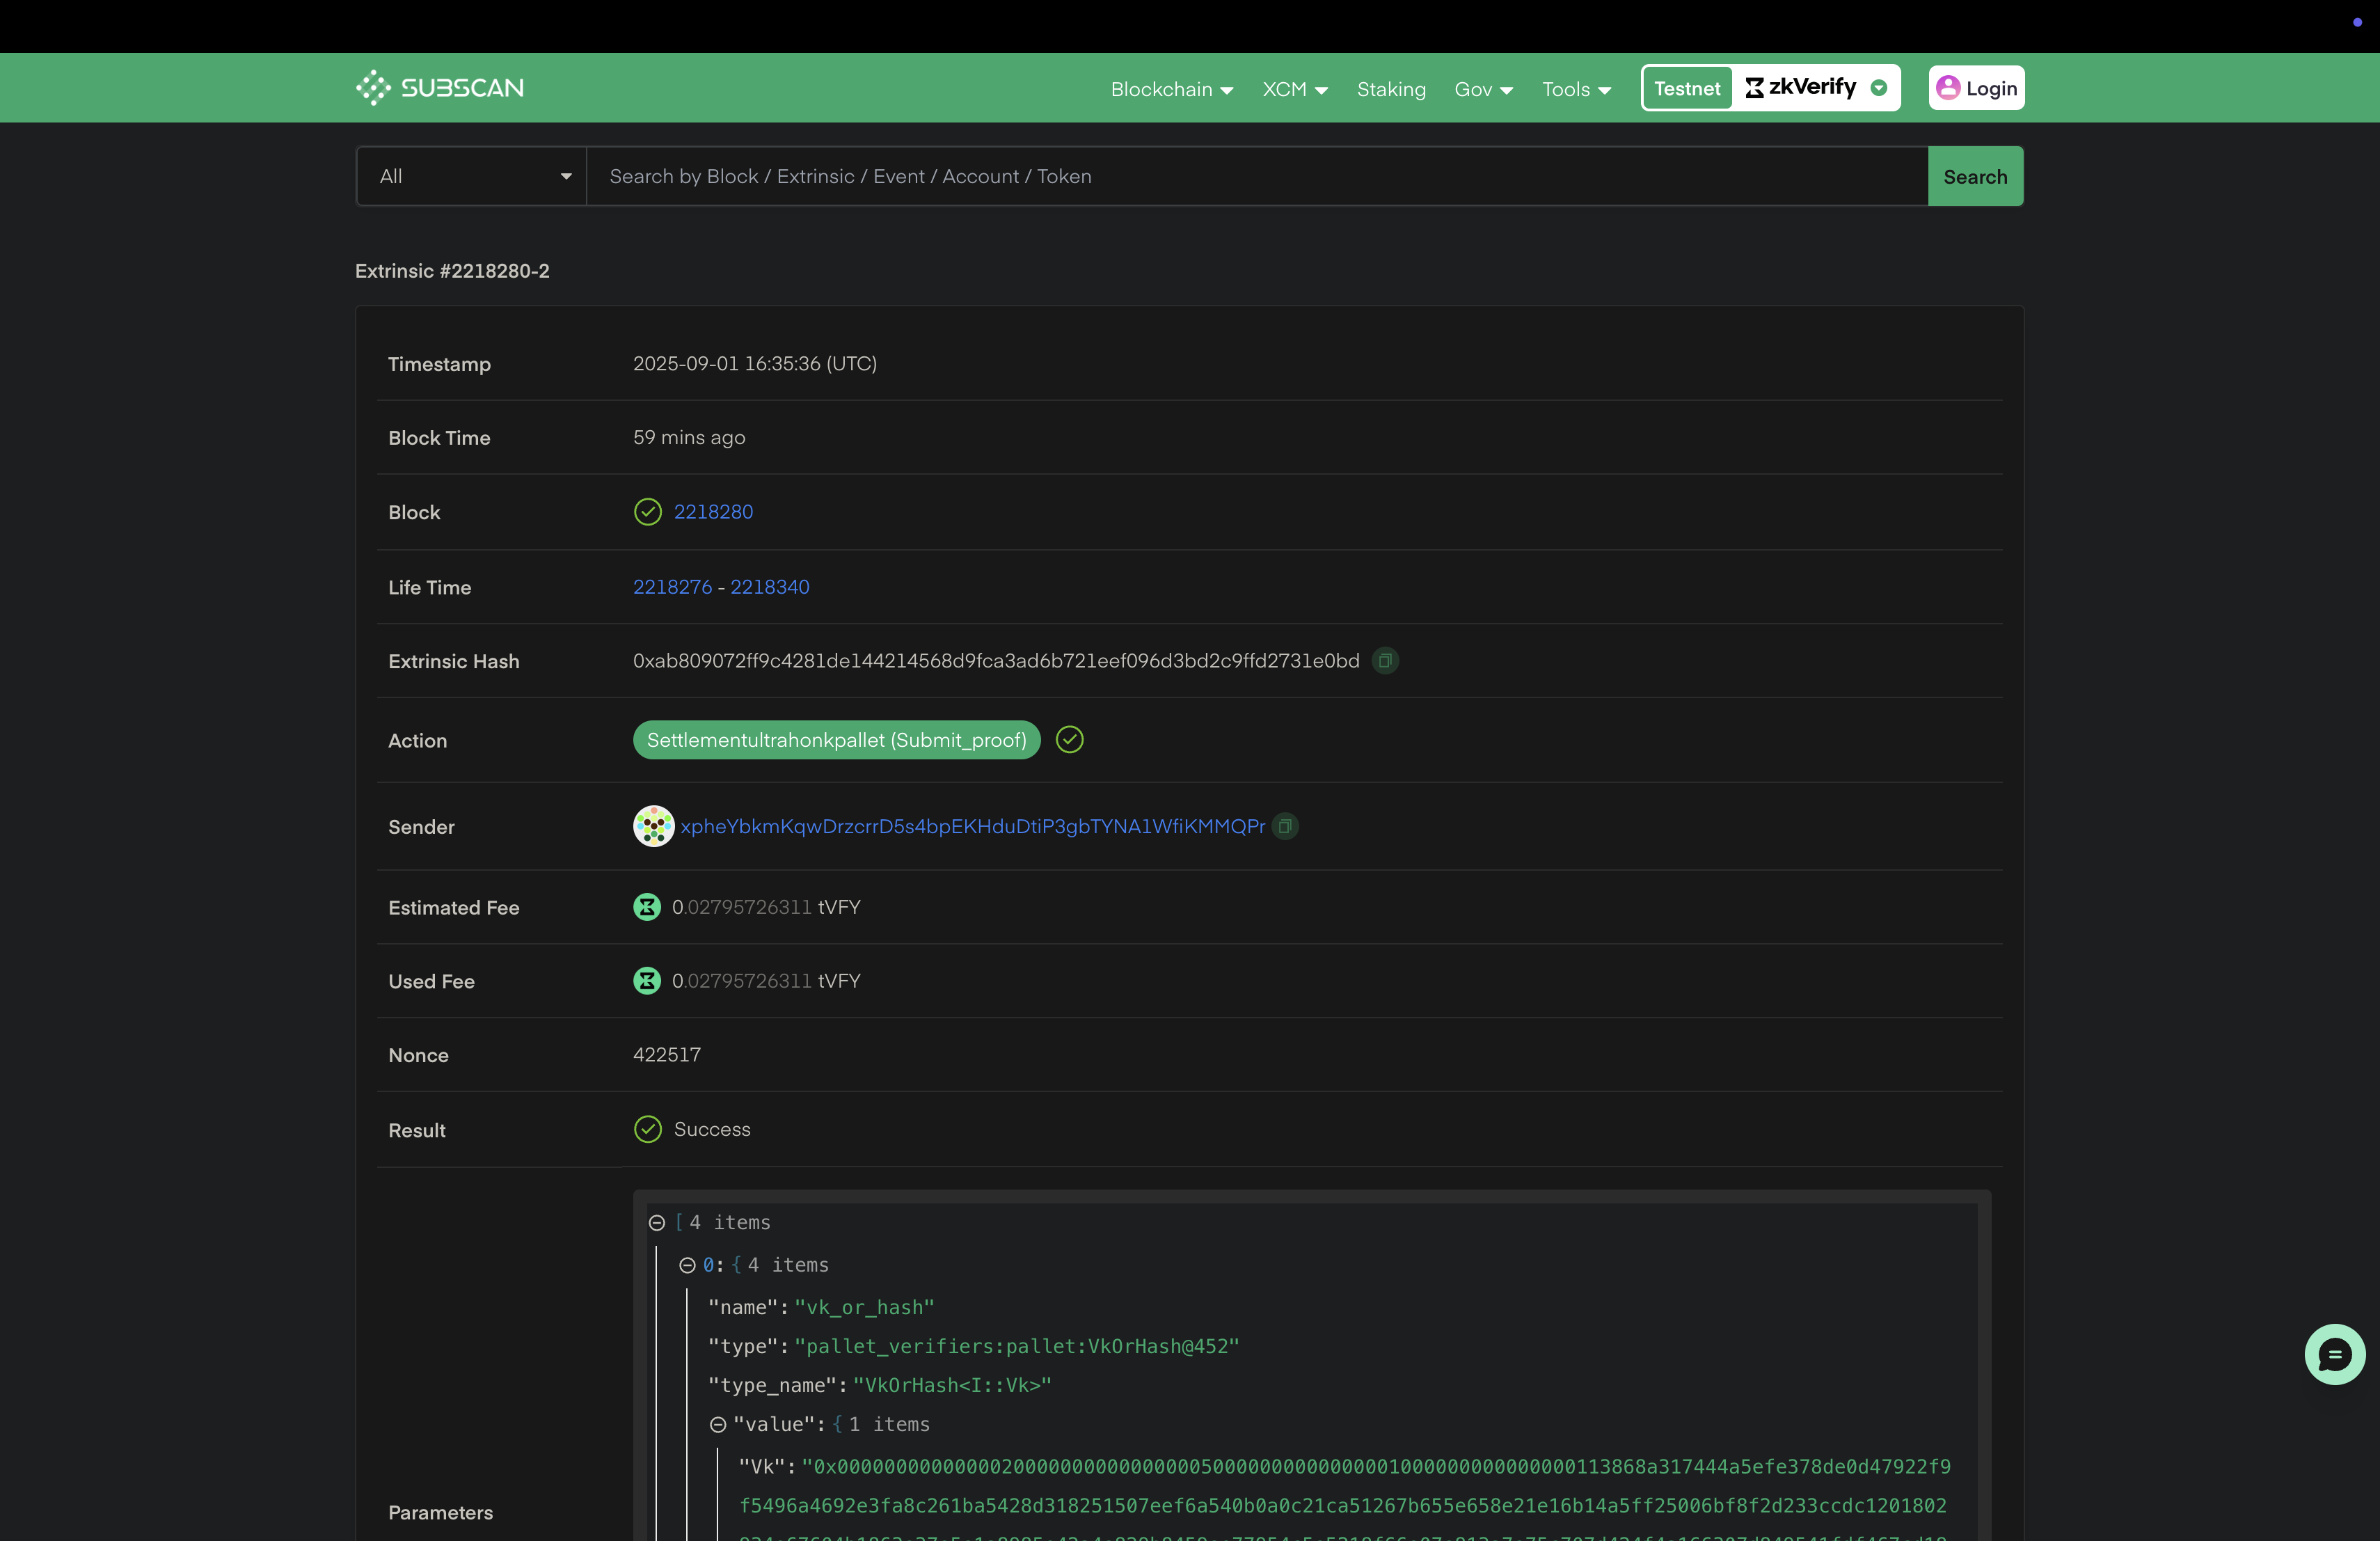 SUBSCAN
Blockchain XCM Staking Gov Tools Testnet zkVerify Login
All Search by Block / Extrinsic / Event / Account / Token Search
Extrinsic #2218280-2
Timestamp 2025-09-01 16:35:36 (UTC)
Block Time 59 mins ago
Block 2218280
Life Time 2218276 - 2218340
Extrinsic Hash 0xab809072ff9c4281de144214568d9fca3ad6b721eef096d3bd2c9ffd2731e0bd
Action Settlementultrahonkpallet (Submit_proof)
Sender xpheYbkmKqwDrzcrrD5s4bpEKHduDtiP3gbTYNA1WfiKMMQPr
Estimated Fee 0.02795726311 tVFY
Used Fee 0.02795726311 tVFY
Nonce 422517
Result Success
Parameters
[ 4 items
0: { 4 items
"name": "vk_or_hash"
"type": "pallet_verifiers:pallet:VkOrHash@452"
"type_name": "VkOrHash<I::Vk>"
"value": { 1 items
"Vk": "0x000000000000002000000000000000050000000000000010000000000000000113868a317444a5efe378de0d47922f9
f5496a4692e3fa8c261ba5428d318251507eef6a540b0a0c21ca51267b655e658e21e16b14a5ff25006bf8f2d233ccdc1201802